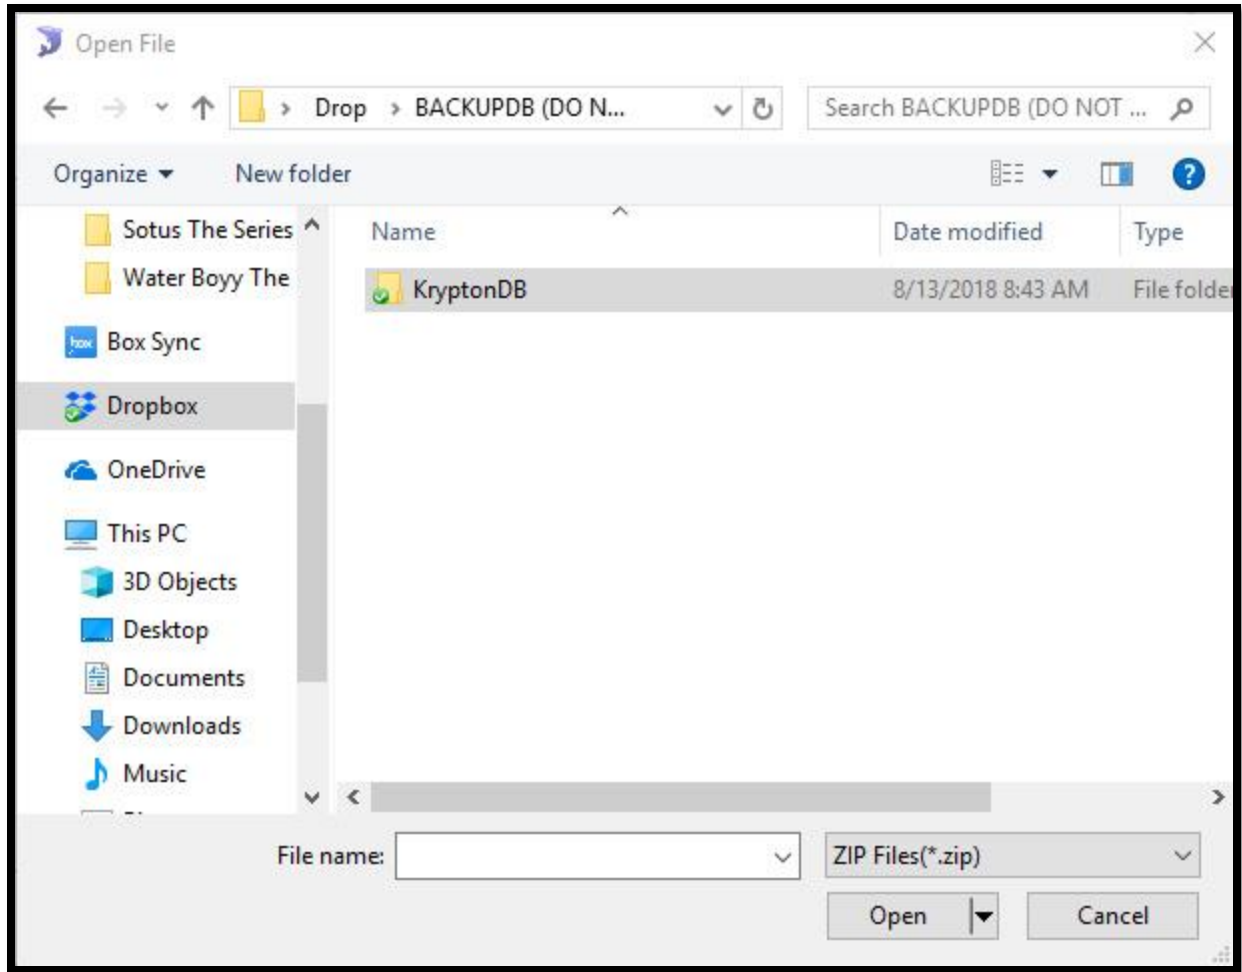 Open File
Drop > BACKUPDB (DO N...
Search BACKUPDB (DO NOT ...
Organize
New folder
Name
Date modified
Type
Sotus The Series
Water Boyy The
KryptonDB
8/13/2018 8:43 AM
File folder
box
Box Sync
Dropbox
OneDrive
This PC
3D Objects
Desktop
Documents
Downloads
Music
File name:
ZIP Files(*.zip)
Open
Cancel